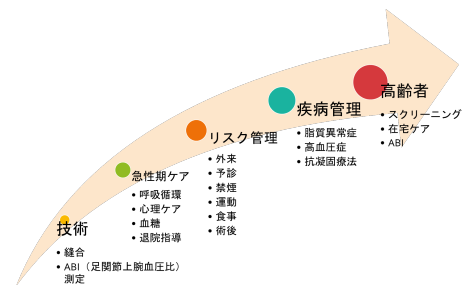 技術
• 縫合
• ABI（足関節上腕血圧比）
測定
急性期ケア
• 呼吸循環
• 心理ケア
• 血糖
• 退院指導
リスク管理
• 外来
• 予診
• 禁煙
• 運動
• 食事
• 術後
疾病管理
• 脂質異常症
• 高血圧症
• 抗凝固療法
高齢者
• スクリーニング
• 在宅ケア
• ABI